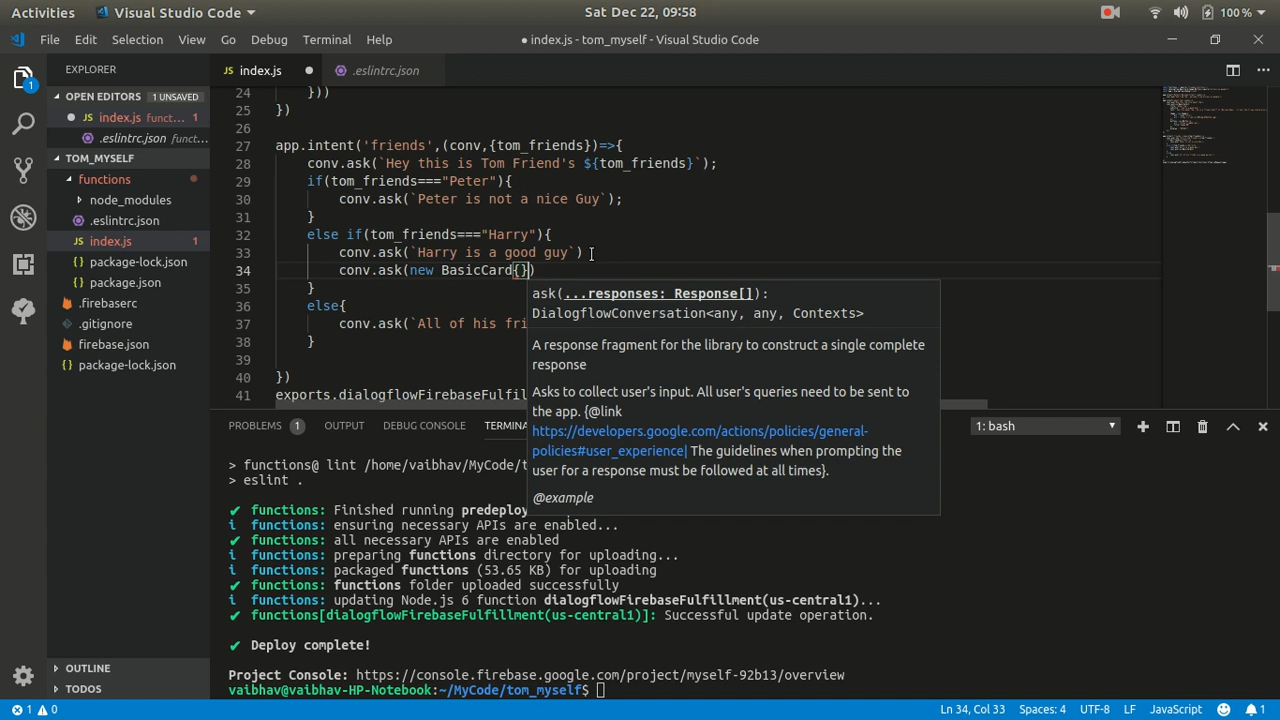 Activities
Visual Studio Code
Sat Dec 22, 09:58
100 %
File Edit Selection View Go Debug Terminal Help
● index.js - tom_myself - Visual Studio Code
EXPLORER
JS index.js ●
.eslintrc.json
OPEN EDITORS 1 UNSAVED
● JS index.js funct... 1
.eslintrc.json funct...
TOM_MYSELF
functions
node_modules
.eslintrc.json
JS index.js 1
package-lock.json
package.json
.firebaserc
.gitignore
firebase.json
package-lock.json
OUTLINE
TODOS
1
24 }))
25 })
26
27 app.intent('friends',(conv,{tom_friends})=>{
28 conv.ask(`Hey this is Tom Friend's ${tom_friends}`);
29 if(tom_friends==="Peter"){
30 conv.ask(`Peter is not a nice Guy`);
31 }
32 else if(tom_friends==="Harry"){
33 conv.ask(`Harry is a good guy`)
34 conv.ask(new BasicCard{})
35 }
36 else{
37 conv.ask(`All of his fri
38 }
39
40 })
41 exports.dialogflowFirebaseFulfil
ask(...responses: Response[]):
DialogflowConversation<any, any, Contexts>
A response fragment for the library to construct a single complete
response
Asks to collect user's input. All user's queries need to be sent to
the app. {@link
https://developers.google.com/actions/policies/general-
policies#user_experience| The guidelines when prompting the
user for a response must be followed at all times}.
@example
PROBLEMS 1 OUTPUT DEBUG CONSOLE TERMIN
1: bash
> functions@ lint /home/vaibhav/MyCode/t
> eslint .
✔ functions: Finished running predeploy
i functions: ensuring necessary APIs are enabled...
✔ functions: all necessary APIs are enabled
i functions: preparing functions directory for uploading...
i functions: packaged functions (53.65 KB) for uploading
✔ functions: functions folder uploaded successfully
i functions: updating Node.js 6 function dialogflowFirebaseFulfillment(us-central1)...
✔ functions[dialogflowFirebaseFulfillment(us-central1)]: Successful update operation.
✔ Deploy complete!
Project Console: https://console.firebase.google.com/project/myself-92b13/overview
vaibhav@vaibhav-HP-Notebook:~/MyCode/tom_myself$
1 0
Ln 34, Col 33 Spaces: 4 UTF-8 LF JavaScript 1